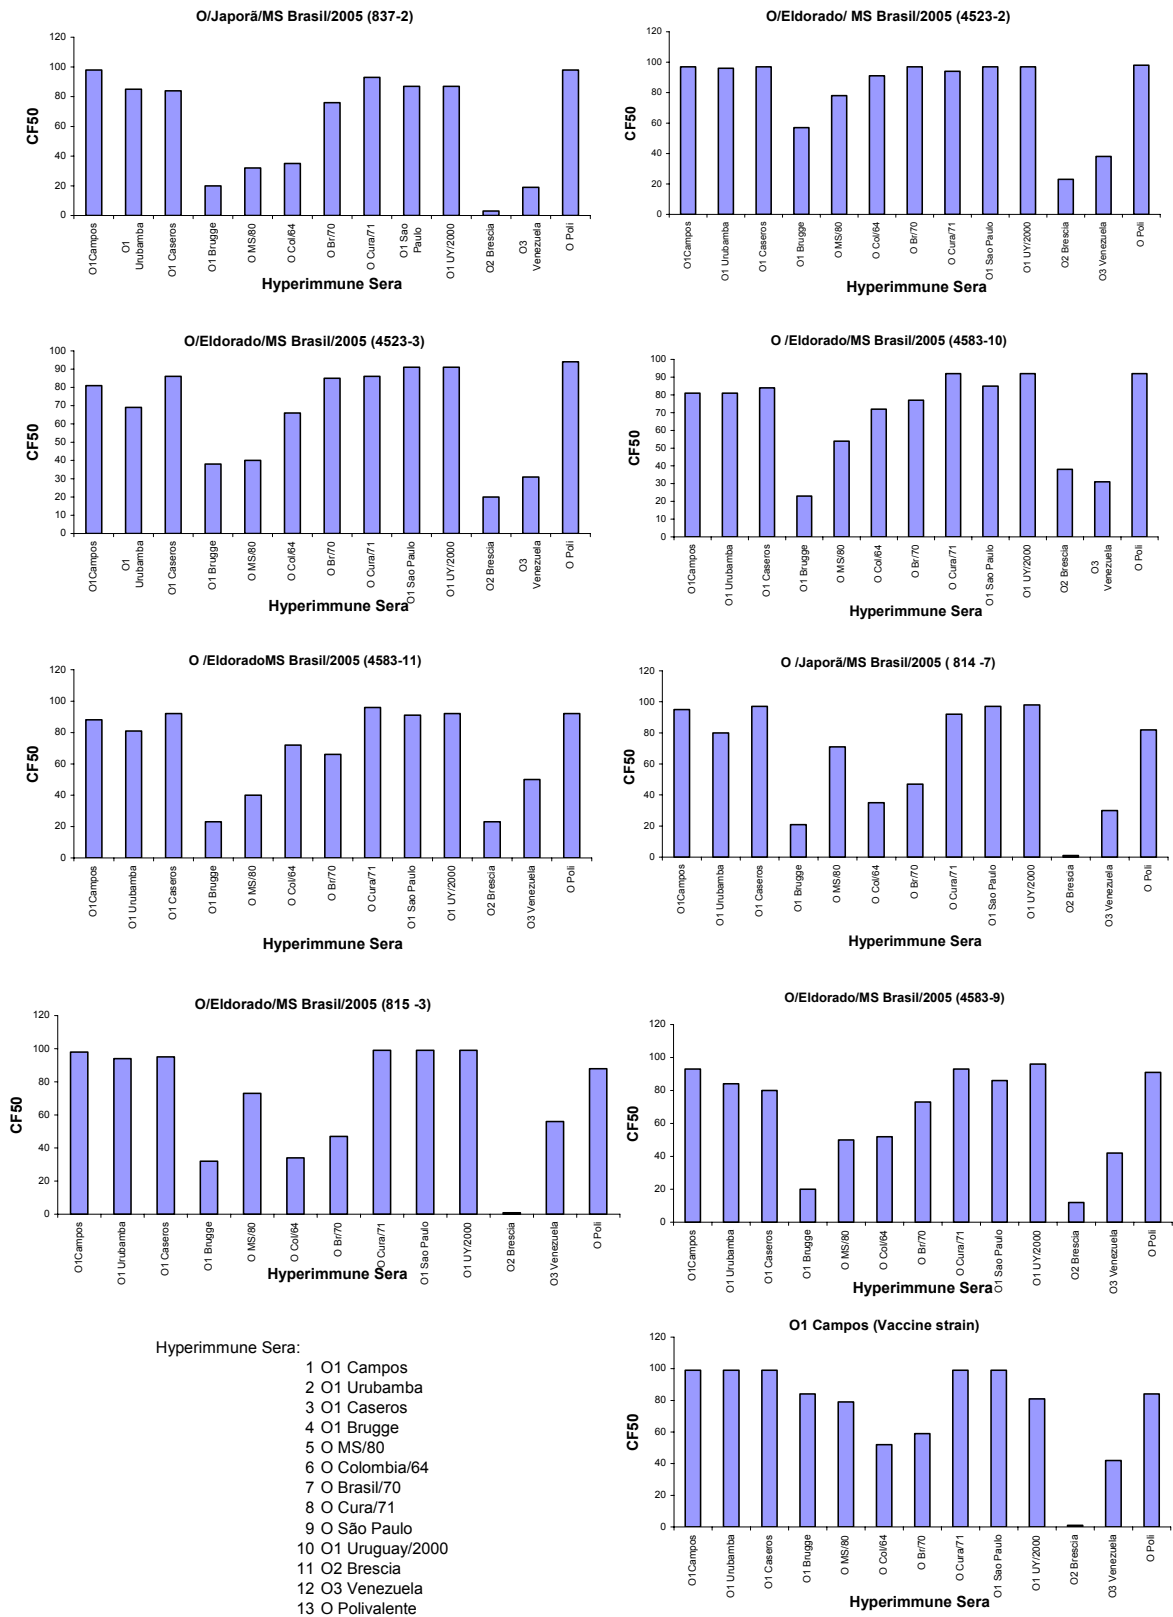 O/Japorã/MS Brasil/2005 (837-2)
120
100
80
60
40
20
0
CF50
O1Campos
O1
Urubamba
O1 Caseros
O1 Brugge
O MS/80
O Col/64
O Br/70
O Cura/71
O1 Sao
Paulo
O1 UY/2000
O2 Brescia
O3
Venezuela
O Poli
Hyperimmune Sera
O/Eldorado/ MS Brasil/2005 (4523-2)
120
100
80
60
40
20
0
CF50
O1Campos
O1 Urubamba
O1 Caseros
O1 Brugge
O MS/80
O Col/64
O Br/70
O Cura/71
O1 Sao Paulo
O1 UY/2000
O2 Brescia
O3 Venezuela
O Poli
Hyperimmune Sera
O/Eldorado/MS Brasil/2005 (4523-3)
100
90
80
70
60
50
40
30
20
10
0
CF50
O1Campos
O1
Urubamba
O1 Caseros
O1 Brugge
O MS/80
O Col/64
O Br/70
O Cura/71
O1 Sao Paulo
O1 UY/2000
O2 Brescia
O3
Venezuela
O Poli
Hyperimmune Sera
O /Eldorado/MS Brasil/2005 (4583-10)
100
90
80
70
60
50
40
30
20
10
0
CF50
O1Campos
O1 Urubamba
O1 Caseros
O1 Brugge
O MS/80
O Col/64
O Br/70
O Cura/71
O1 Sao Paulo
O1 UY/2000
O2 Brescia
O3
Venezuela
O Poli
Hyperimmune Sera
O /EldoradoMS Brasil/2005 (4583-11)
120
100
80
60
40
20
0
CF50
O1Campos
O1 Urubamba
O1 Caseros
O1 Brugge
O MS/80
O Col/64
O Br/70
O Cura/71
O1 Sao Paulo
O1 UY/2000
O2 Brescia
O3 Venezuela
O Poli
Hyperimmune Sera
O /Japorã/MS Brasil/2005 ( 814 -7)
120
100
80
60
40
20
0
CF50
O1Campos
O1 Urubamba
O1 Caseros
O1 Brugge
O MS/80
O Col/64
O Br/70
O Cura/71
O1 Sao Paulo
O1 UY/2000
O2 Brescia
O3 Venezuela
O Poli
Hyperimmune Sera
O/Eldorado/MS Brasil/2005 (815 -3)
120
100
80
60
40
20
0
CF50
O1Campos
O1 Urubamba
O1 Caseros
O1 Brugge
O MS/80
O Col/64
O Br/70
O Cura/71
O1 Sao Paulo
O1 UY/2000
O2 Brescia
O3 Venezuela
O Poli
Hyperimmune Sera
O/Eldorado/MS Brasil/2005 (4583-9)
120
100
80
60
40
20
0
CF50
O1Campos
O1 Urubamba
O1 Caseros
O1 Brugge
O MS/80
O Col/64
O Br/70
O Cura/71
O1 Sao Paulo
O1 UY/2000
O2 Brescia
O3 Venezuela
O Poli
Hyperimmune Sera
Hyperimmune Sera:
1 O1 Campos
2 O1 Urubamba
3 O1 Caseros
4 O1 Brugge
5 O MS/80
6 O Colombia/64
7 O Brasil/70
8 O Cura/71
9 O São Paulo
10 O1 Uruguay/2000
11 O2 Brescia
12 O3 Venezuela
13 O Polivalente
O1 Campos (Vaccine strain)
120
100
80
60
40
20
0
CF50
O1Campos
O1 Urubamba
O1 Caseros
O1 Brugge
O MS/80
O Col/64
O Br/70
O Cura/71
O1 Sao Paulo
O1 UY/2000
O2 Brescia
O3 Venezuela
O Poli
Hyperimmune Sera